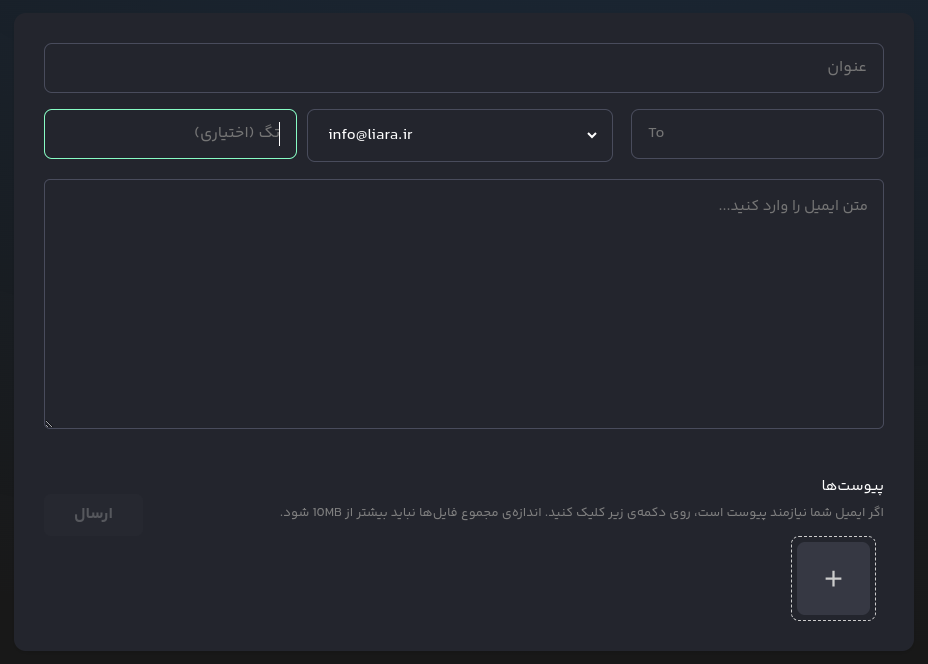 عنوان
To
info@liara.ir
تگ (اختیاری)
متن ایمیل را وارد کنید...
پیوست‌ها
اگر ایمیل شما نیازمند پیوست است، روی دکمه‌ی زیر کلیک کنید. اندازه‌ی مجموع فایل‌ها نباید بیشتر از 10MB شود.
ارسال
+